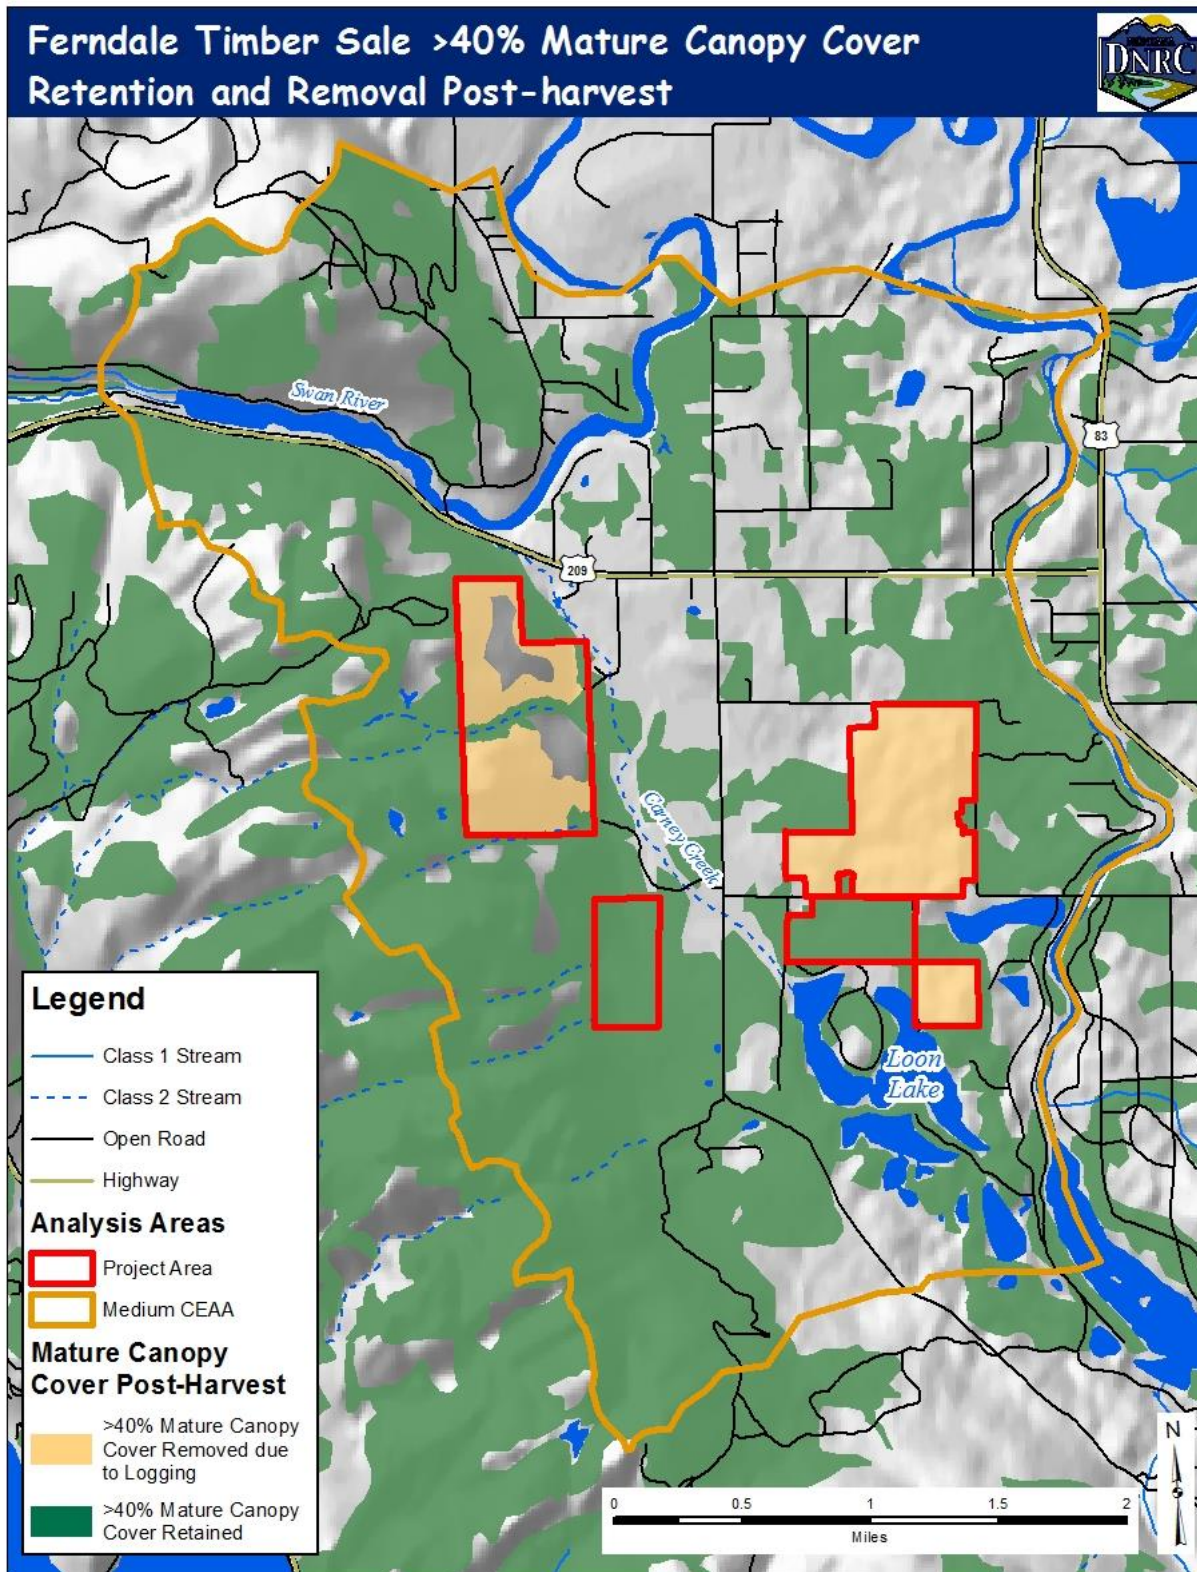 Ferndale Timber Sale >40% Mature Canopy Cover
Retention and Removal Post-harvest
MONTANA
DNRC
Swan River
83
209
Carney Creek
Loon
Lake
Legend
Class 1 Stream
Class 2 Stream
Open Road
Highway
Analysis Areas
Project Area
Medium CEAA
Mature Canopy
Cover Post-Harvest
>40% Mature Canopy
Cover Removed due
to Logging
>40% Mature Canopy
Cover Retained
N
0 0.5 1 1.5 2
Miles